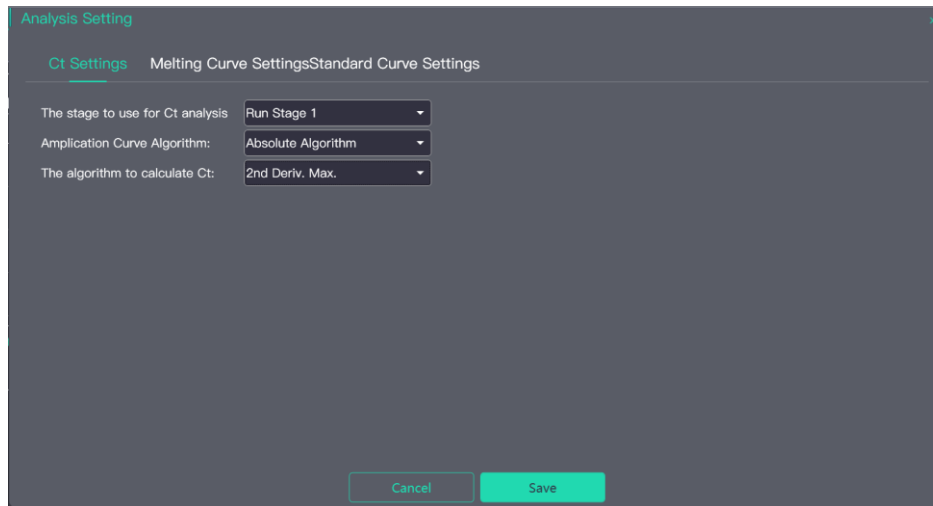 Analysis Setting
Ct Settings Melting Curve SettingsStandard Curve Settings
The stage to use for Ct analysis Run Stage 1
Amplication Curve Algorithm: Absolute Algorithm
The algorithm to calculate Ct: 2nd Deriv. Max.
Cancel Save